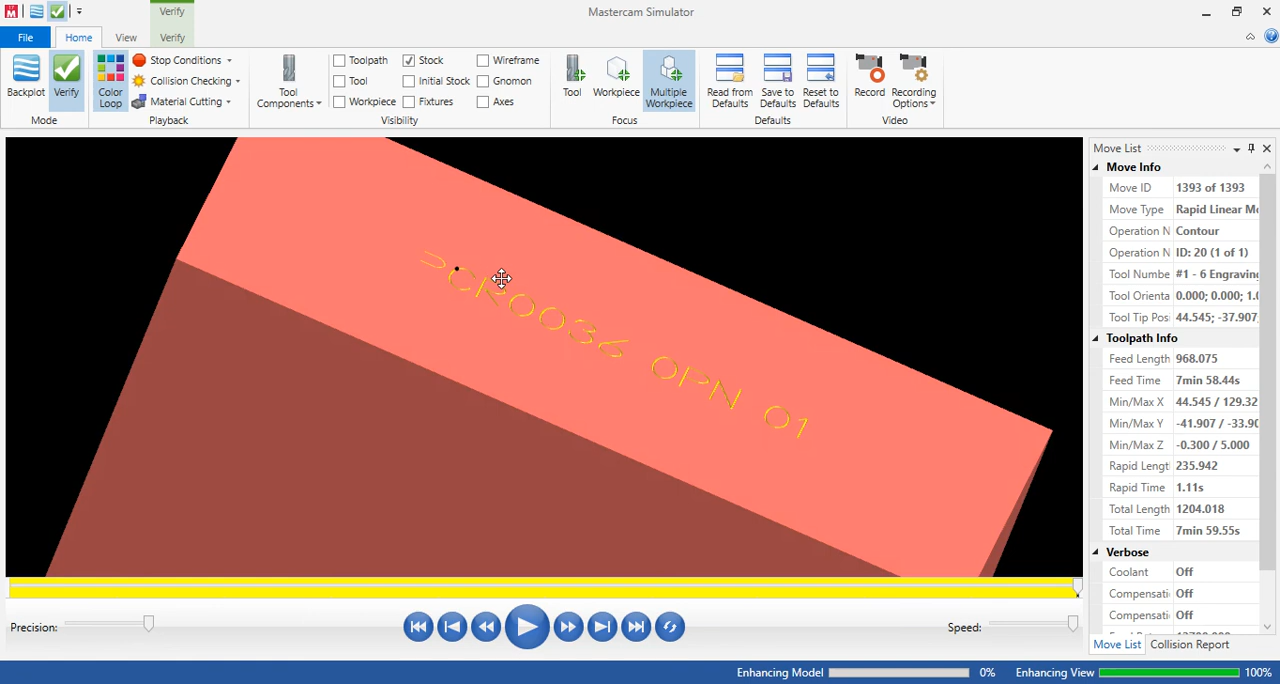 Verify
Mastercam Simulator
File
Home
View
Verify
Backplot
Verify
Mode
Color Loop
Stop Conditions
Collision Checking
Material Cutting
Playback
Tool Components
Toolpath
Tool
Workpiece
Stock
Initial Stock
Fixtures
Wireframe
Gnomon
Axes
Visibility
Tool
Workpiece
Multiple Workpiece
Focus
Read from Defaults
Save to Defaults
Reset to Defaults
Defaults
Record
Recording Options
Video
CR0036 OPN 01
Move List
Move Info
Move ID 1393 of 1393
Move Type Rapid Linear Mo
Operation N Contour
Operation N ID: 20 (1 of 1)
Tool Numbe #1 - 6 Engraving
Tool Orienta 0.000; 0.000; 1.0
Tool Tip Posi 44.545; -37.907;
Toolpath Info
Feed Length 968.075
Feed Time 7min 58.44s
Min/Max X 44.545 / 129.32
Min/Max Y -41.907 / -33.90
Min/Max Z -0.300 / 5.000
Rapid Lengt 235.942
Rapid Time 1.11s
Total Length 1204.018
Total Time 7min 59.55s
Verbose
Coolant Off
Compensati Off
Compensati Off
Move List
Collision Report
Precision:
Speed:
Enhancing Model 0%
Enhancing View 100%